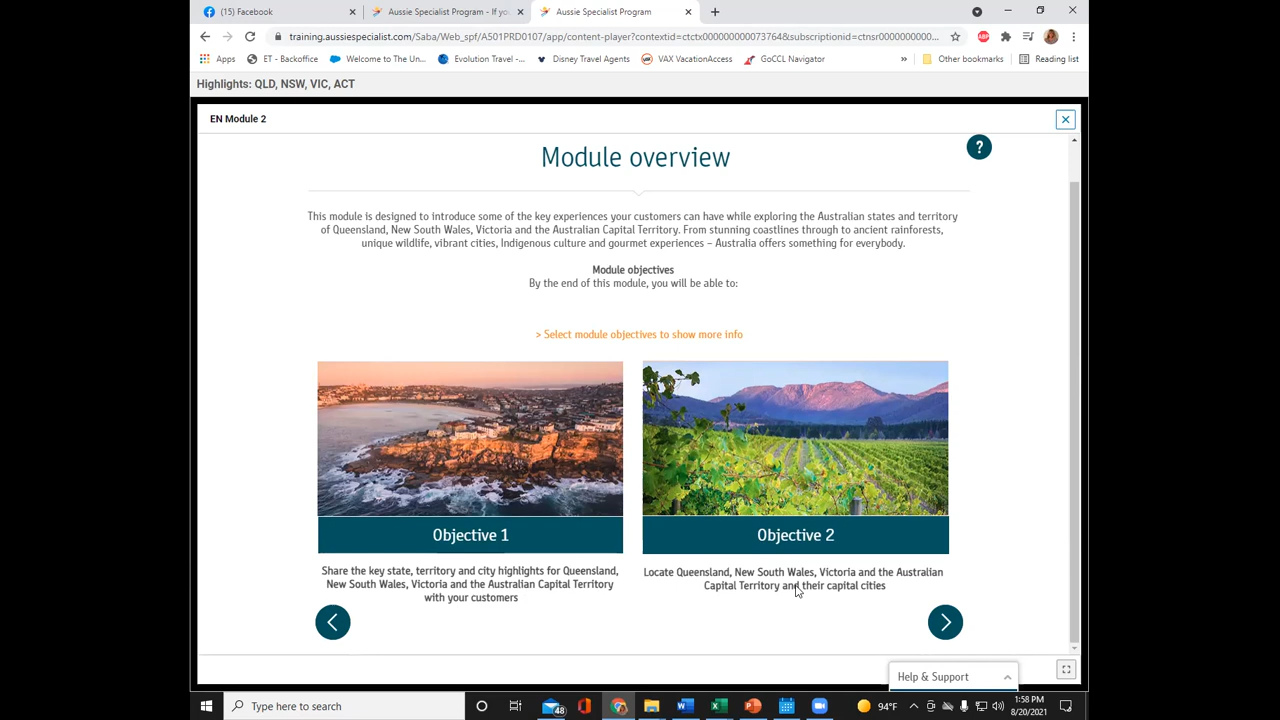 (15) Facebook
Aussie Specialist Program - If yo
Aussie Specialist Program
training.aussiespecialist.com/Saba/Web_spf/A501PRD0107/app/content-player?contextid=ctctx000000000073764&subscriptionid=ctnsr0000000000...
ABP
Apps
ET - Backoffice
Welcome to The Un...
Evolution Travel -...
Disney Travel Agents
VAX VacationAccess
GoCCL Navigator
»
Other bookmarks
Reading list
Highlights: QLD, NSW, VIC, ACT
EN Module 2
?
Module overview
This module is designed to introduce some of the key experiences your customers can have while exploring the Australian states and territory
of Queensland, New South Wales, Victoria and the Australian Capital Territory. From stunning coastlines through to ancient rainforests,
unique wildlife, vibrant cities, Indigenous culture and gourmet experiences – Australia offers something for everybody.
Module objectives
By the end of this module, you will be able to:
> Select module objectives to show more info
Objective 1
Objective 2
Share the key state, territory and city highlights for Queensland,
New South Wales, Victoria and the Australian Capital Territory
with your customers
Locate Queensland, New South Wales, Victoria and the Australian
Capital Territory and their capital cities
Help & Support
Type here to search
48
94°F
1:58 PM
8/20/2021